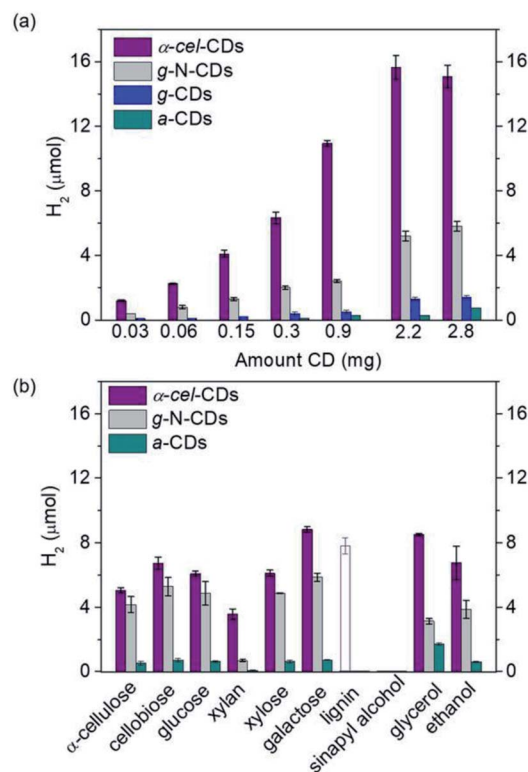 (a)
α-cel-CDs
g-N-CDs
g-CDs
a-CDs
H₂ (μmol)
16
12
8
4
0
16
12
8
4
0
0.03 0.06 0.15 0.3 0.9 2.2 2.8
Amount CD (mg)
(b)
α-cel-CDs
g-N-CDs
a-CDs
H₂ (μmol)
16
12
8
4
0
16
12
8
4
0
α-cellulose
cellobiose
glucose
xylan
xylose
galactose
lignin
sinapyl alcohol
glycerol
ethanol